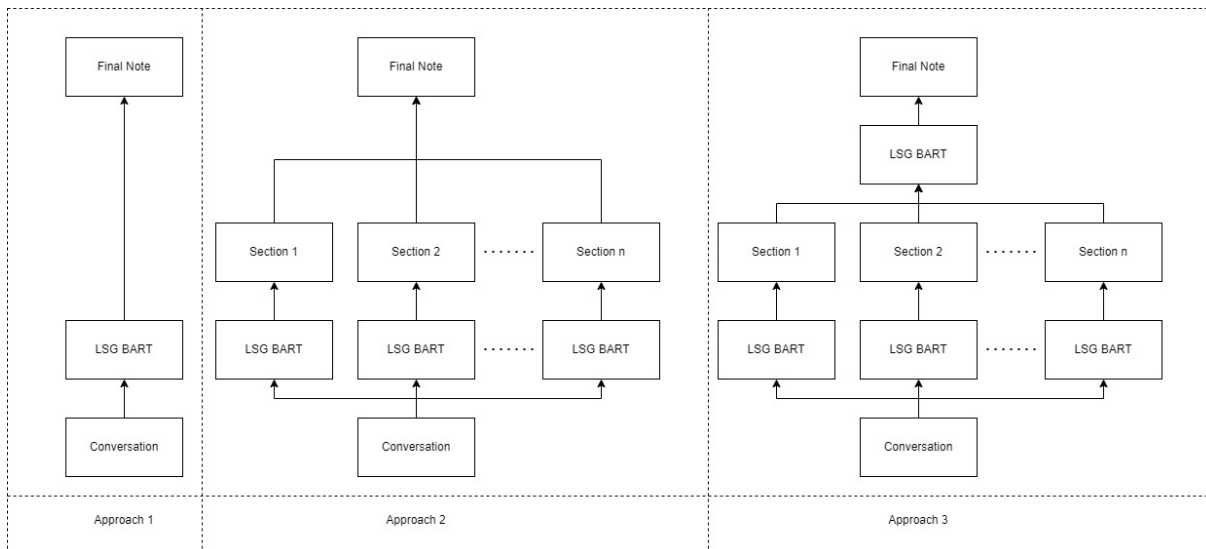 Final Note
LSG BART
Conversation
Approach 1
Final Note
Section 1
Section 2
Section n
LSG BART
LSG BART
LSG BART
Conversation
Approach 2
Final Note
LSG BART
Section 1
Section 2
Section n
LSG BART
LSG BART
LSG BART
Conversation
Approach 3